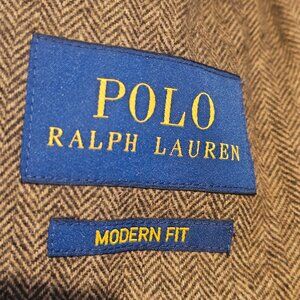 POLO
RALPH LAUREN
MODERN FIT